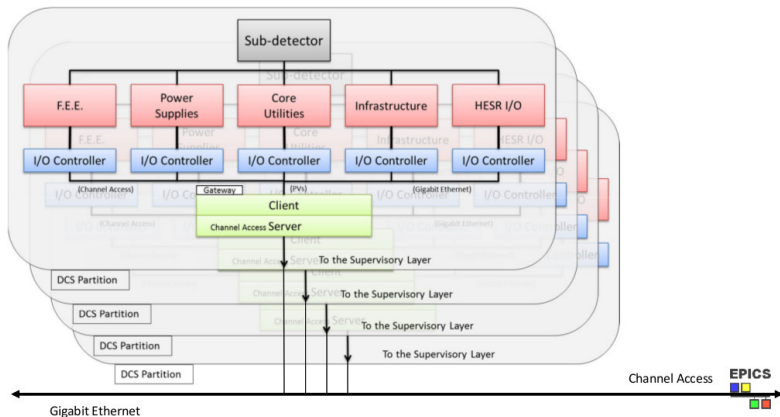 Sub-detector
F.E.E.
Power
Supplies
Core
Utilities
Infrastructure
HESR I/O
I/O Controller
I/O Controller
I/O Controller
I/O Controller
I/O Controller
(Channel Access)
Gateway
(PVs)
(Gigabit Ethernet)
Client
Channel Access Server
To the Supervisory Layer
DCS Partition
To the Supervisory Layer
DCS Partition
To the Supervisory Layer
DCS Partition
To the Supervisory Layer
DCS Partition
Channel Access
EPICS
Gigabit Ethernet